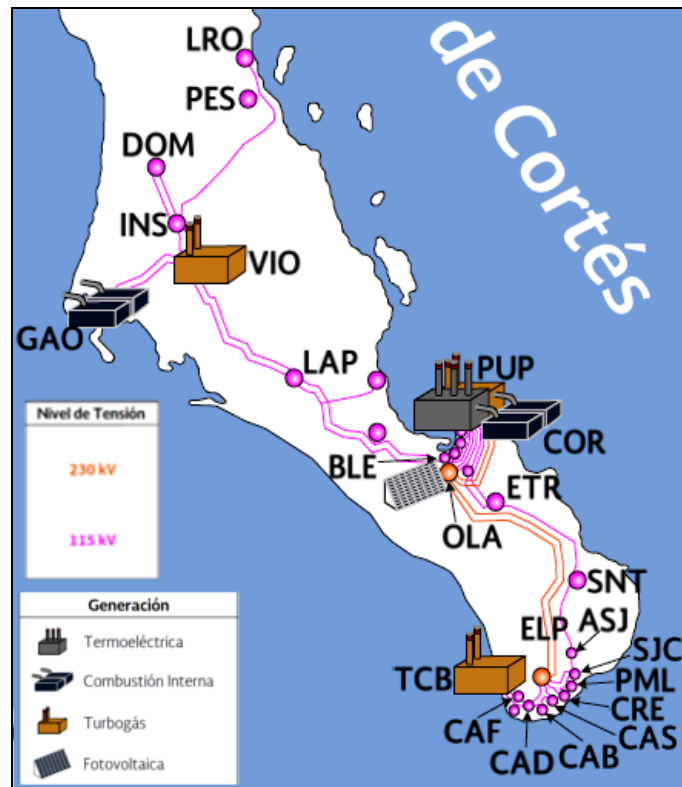 de Cortés
LRO
PES
DOM
INS
VIO
GAO
LAP
PUP
COR
BLE
ETR
OLA
SNT
ELP
ASJ
SJC
TCB
PML
CRE
CAS
CAF
CAD
CAB
Nivel de Tensión
230 kV
115 kV
Generación
Termoeléctrica
Combustión Interna
Turbogás
Fotovoltaica